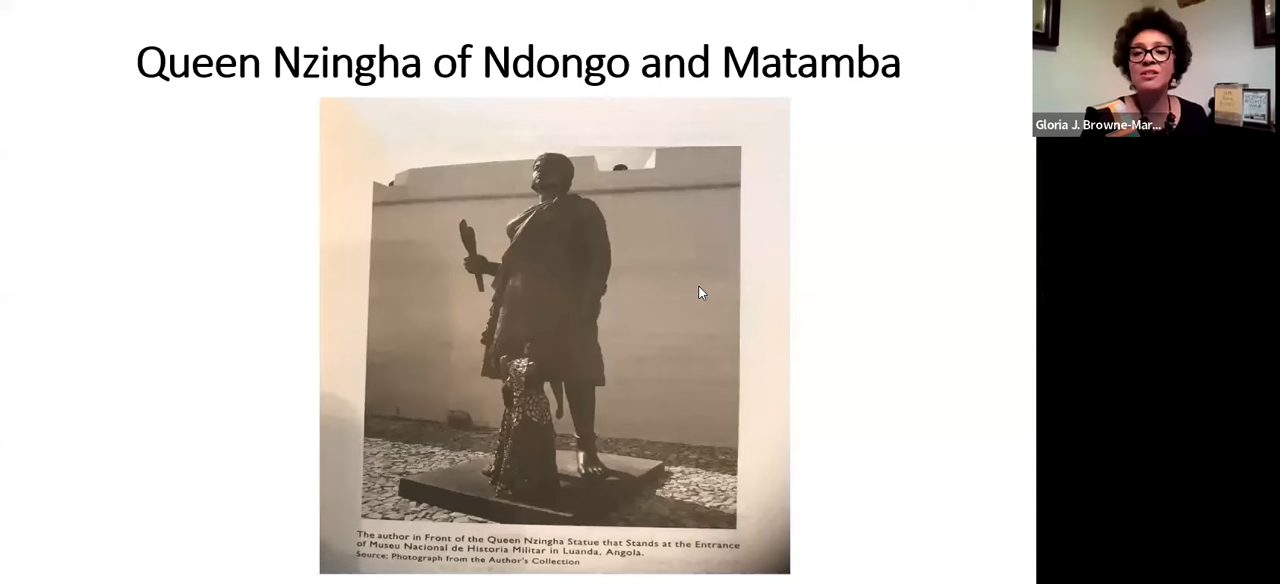 Queen Nzingha of Ndongo and Matamba
Gloria J. Browne-Mar...
The author in Front of the Queen Nzingha Statue that Stands at the Entrance
of Museu Nacional de Historia Militar in Luanda, Angola.
Source: Photograph from the Author's Collection